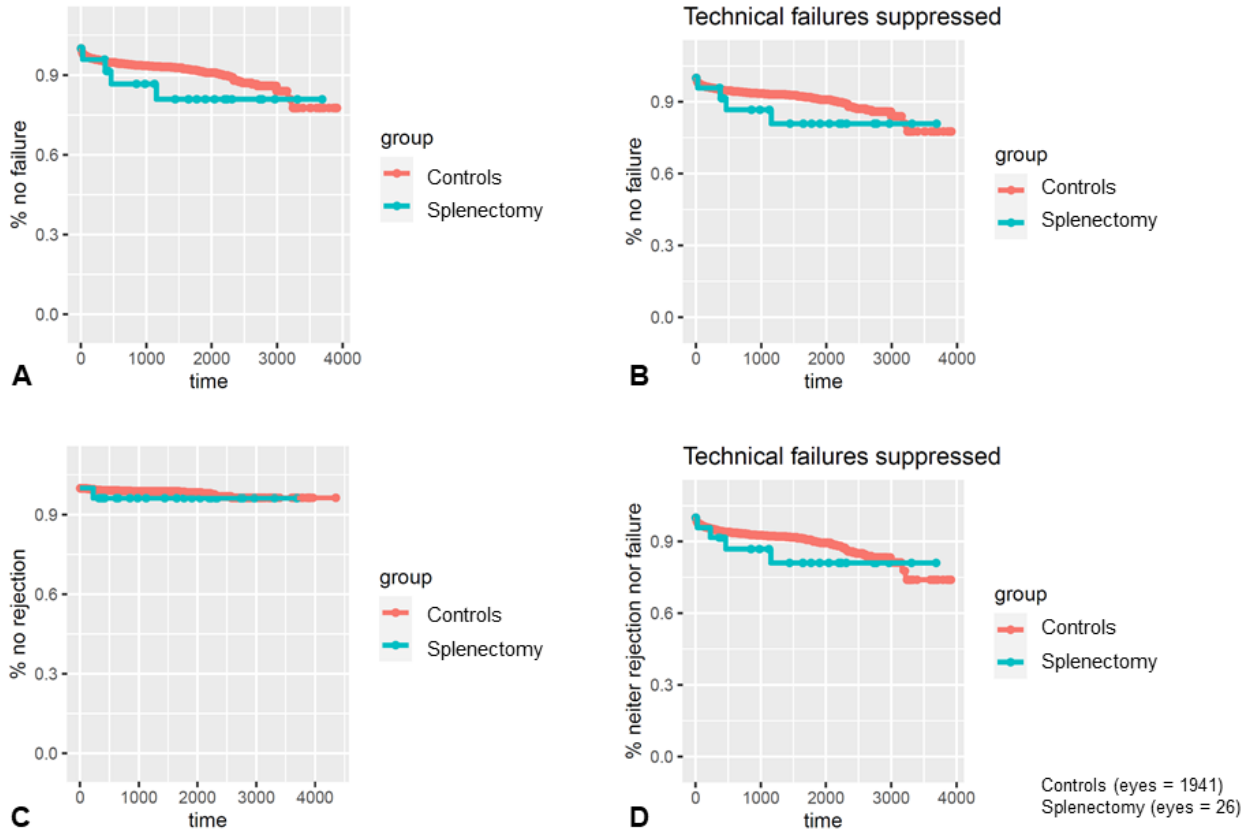 % no failure
0.9
0.6
0.3
0.0
0 1000 2000 3000 4000
time
group
Controls
Splenectomy
A
Technical failures suppressed
% no failure
0.9
0.6
0.3
0.0
0 1000 2000 3000 4000
time
group
Controls
Splenectomy
B
% no rejection
0.9
0.6
0.3
0.0
0 1000 2000 3000 4000
time
group
Controls
Splenectomy
C
Technical failures suppressed
% neiter rejection nor failure
0.9
0.6
0.3
0.0
0 1000 2000 3000 4000
time
group
Controls
Splenectomy
D
Controls (eyes = 1941)
Splenectomy (eyes = 26)